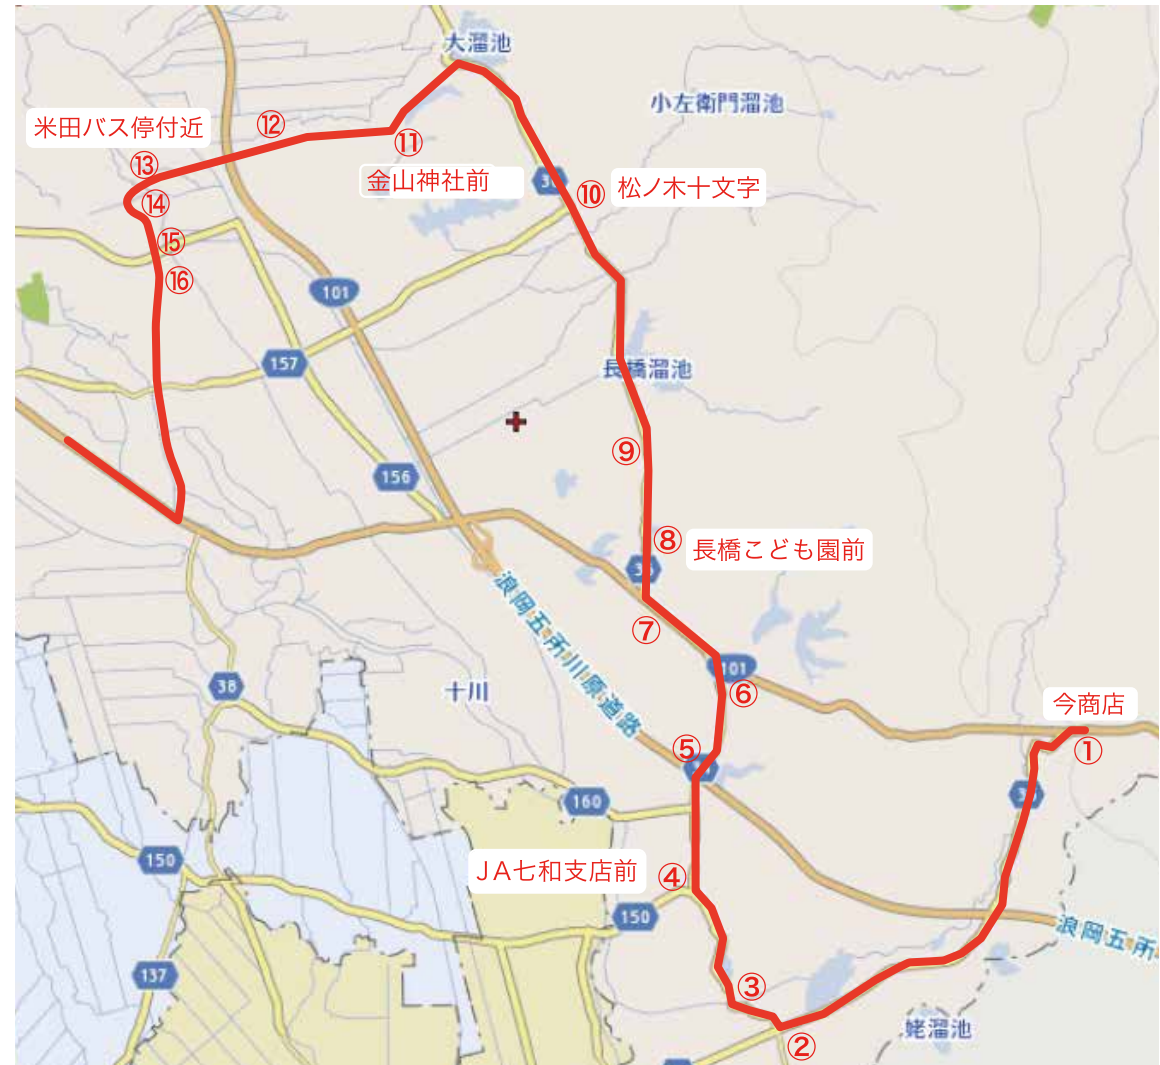 大溜池
小左衛門溜池
米田バス停付近
⑫
⑪
⑬
金山神社前
⑩
松ノ木十文字
⑭
⑮
⑯
101
157
長橋溜池
⑨
156
⑧
長橋こども園前
⑦
浪岡五所川原道路
101
⑥
38
十川
今商店
①
⑤
160
150
JA七和支店前
④
150
浪岡五所
137
③
姥溜池
②